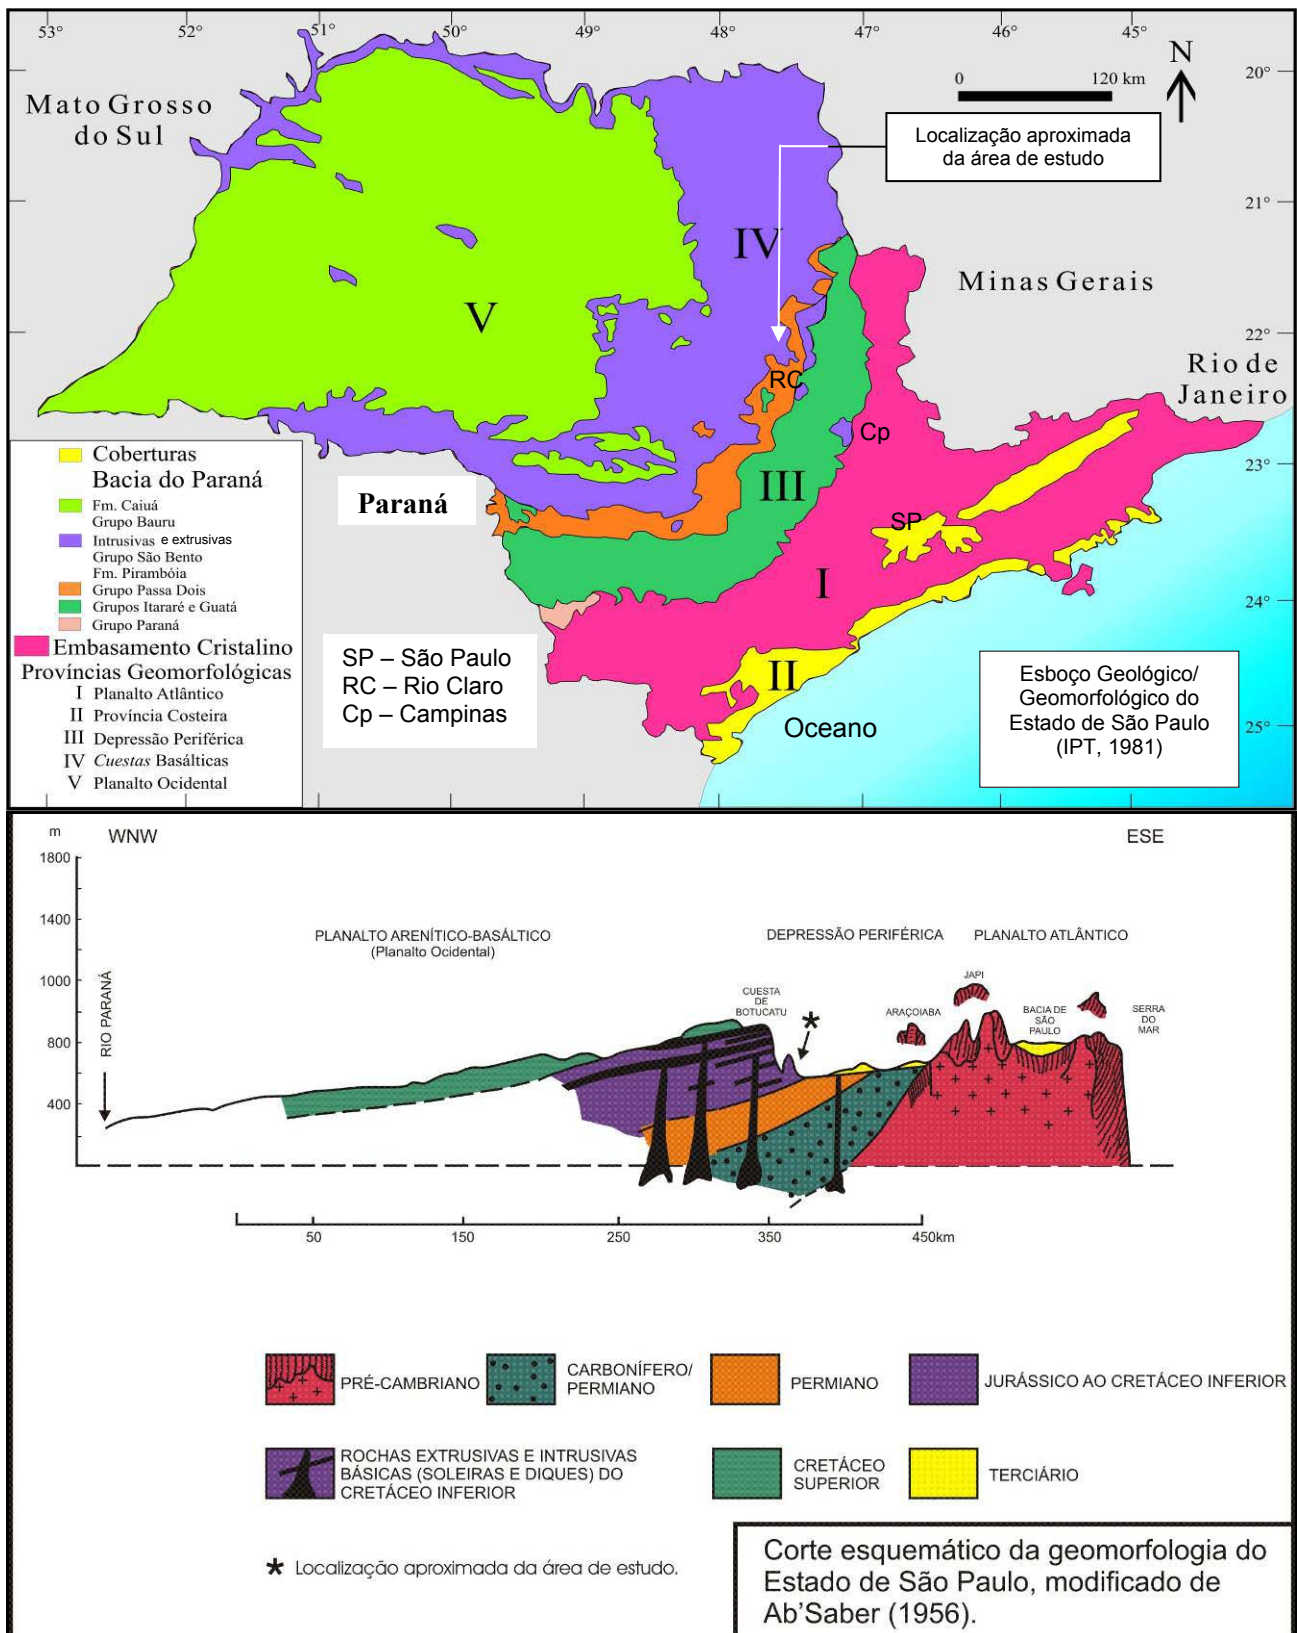 53°
52°
51°
50°
49°
48°
47°
46°
45°
N
0
120 km
20°
Mato Grosso
do Sul
Localização aproximada
da área de estudo
21°
IV
Minas Gerais
V
22°
Rio de
Janeiro
RC
Cp
23°
Coberturas
Bacia do Paraná
Fm. Caiuá
Grupo Bauru
Intrusivas e extrusivas
Grupo São Bento
Fm. Pirambóia
Grupo Passa Dois
Grupos Itararé e Guatá
Grupo Paraná
Embasamento Cristalino
Províncias Geomorfológicas
I Planalto Atlântico
II Província Costeira
III Depressão Periférica
IV Cuestas Basálticas
V Planalto Ocidental
Paraná
III
SP
I
24°
SP – São Paulo
RC – Rio Claro
Cp – Campinas
II
Oceano
Esboço Geológico/
Geomorfológico do
Estado de São Paulo
(IPT, 1981)
25°
m
WNW
ESE
1800
1400
1000
800
400
RIO PARANÁ
PLANALTO ARENÍTICO-BASÁLTICO
(Planalto Ocidental)
DEPRESSÃO PERIFÉRICA
PLANALTO ATLÂNTICO
CUESTA
DE
BOTUCATU
*
ARAÇOIABA
JAPI
BACIA DE
SÃO
PAULO
SERRA
DO
MAR
50
150
250
350
450km
PRÉ-CAMBRIANO
CARBONÍFERO/
PERMIANO
PERMIANO
JURÁSSICO AO CRETÁCEO INFERIOR
ROCHAS EXTRUSIVAS E INTRUSIVAS
BÁSICAS (SOLEIRAS E DIQUES) DO
CRETÁCEO INFERIOR
CRETÁCEO
SUPERIOR
TERCIÁRIO
* Localização aproximada da área de estudo.
Corte esquemático da geomorfologia do
Estado de São Paulo, modificado de
Ab'Saber (1956).